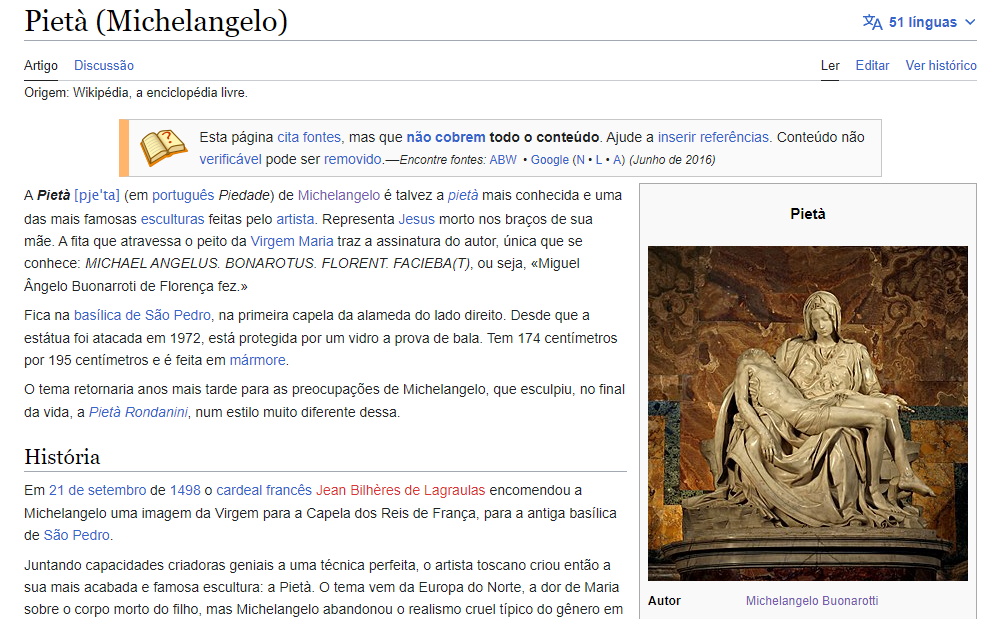 Pietà (Michelangelo)
51 línguas
Artigo Discussão
Ler Editar Ver histórico
Origem: Wikipédia, a enciclopédia livre.
Esta página cita fontes, mas que não cobrem todo o conteúdo. Ajude a inserir referências. Conteúdo não
verificável pode ser removido.—Encontre fontes: ABW • Google (N • L • A) (Junho de 2016)
A Pietà [pjeˈta] (em português Piedade) de Michelangelo é talvez a pietà mais conhecida e uma
das mais famosas esculturas feitas pelo artista. Representa Jesus morto nos braços de sua
mãe. A fita que atravessa o peito da Virgem Maria traz a assinatura do autor, única que se
conhece: MICHAEL ANGELUS. BONAROTUS. FLORENT. FACIEBA(T), ou seja, «Miguel
Ângelo Buonarroti de Florença fez.»
Fica na basílica de São Pedro, na primeira capela da alameda do lado direito. Desde que a
estátua foi atacada em 1972, está protegida por um vidro a prova de bala. Tem 174 centímetros
por 195 centímetros e é feita em mármore.
O tema retornaria anos mais tarde para as preocupações de Michelangelo, que esculpiu, no final
da vida, a Pietà Rondanini, num estilo muito diferente dessa.
História
Em 21 de setembro de 1498 o cardeal francês Jean Bilhères de Lagraulas encomendou a
Michelangelo uma imagem da Virgem para a Capela dos Reis de França, para a antiga basílica
de São Pedro.
Juntando capacidades criadoras geniais a uma técnica perfeita, o artista toscano criou então a
sua mais acabada e famosa escultura: a Pietà. O tema vem da Europa do Norte, a dor de Maria
sobre o corpo morto do filho, mas Michelangelo abandonou o realismo cruel típico do gênero em
Pietà
Autor Michelangelo Buonarotti